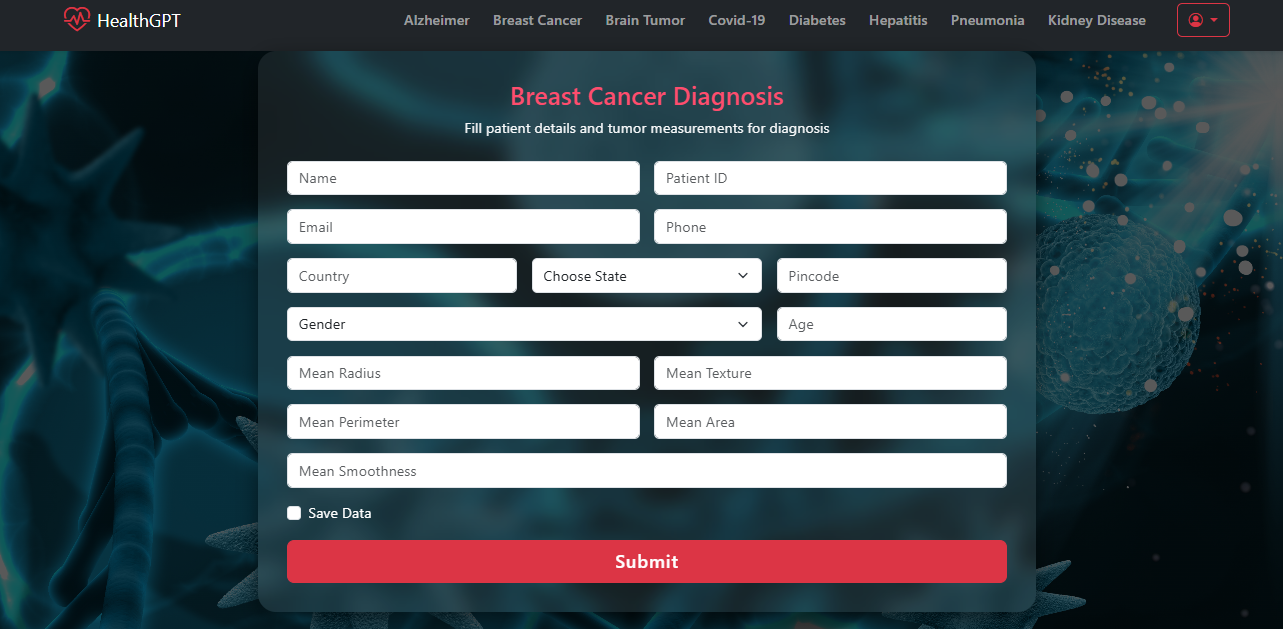 HealthGPT Alzheimer Breast Cancer Brain Tumor Covid-19 Diabetes Hepatitis Pneumonia Kidney Disease
Breast Cancer Diagnosis
Fill patient details and tumor measurements for diagnosis
Name Patient ID
Email Phone
Country Choose State Pincode
Gender Age
Mean Radius Mean Texture
Mean Perimeter Mean Area
Mean Smoothness
Save Data
Submit